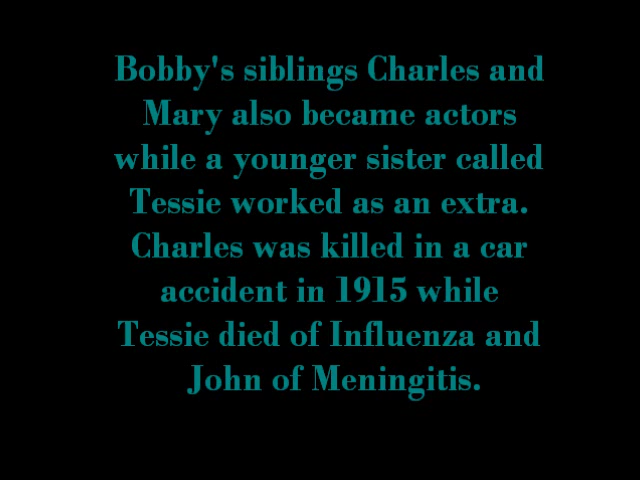 Bobby's siblings Charles and
Mary also became actors
while a younger sister called
Tessie worked as an extra.
Charles was killed in a car
accident in 1915 while
Tessie died of Influenza and
John of Meningitis.